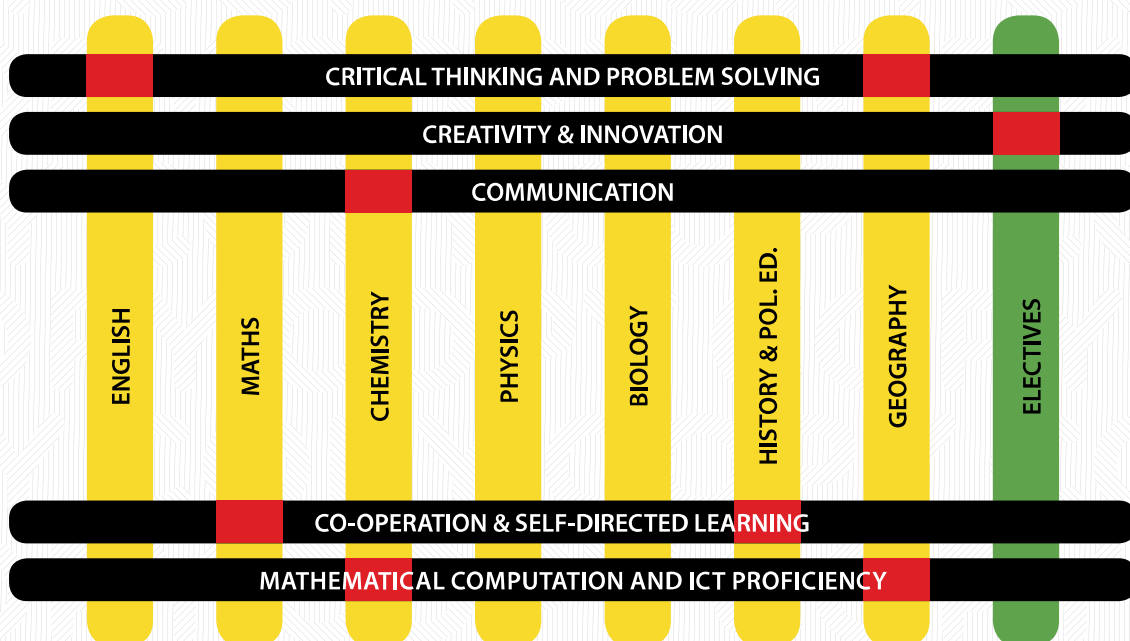 CRITICAL THINKING AND PROBLEM SOLVING
CREATIVITY & INNOVATION
COMMUNICATION
ENGLISH
MATHS
CHEMISTRY
PHYSICS
BIOLOGY
HISTORY & POL. ED.
GEOGRAPHY
ELECTIVES
CO-OPERATION & SELF-DIRECTED LEARNING
MATHEMATICAL COMPUTATION AND ICT PROFICIENCY